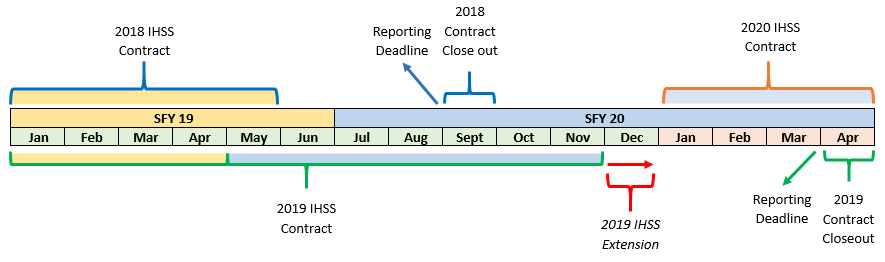 2018 IHSS
Contract
Reporting
Deadline
2018
Contract
Close out
2020 IHSS
Contract
SFY 19
SFY 20
Jan
Feb
Mar
Apr
May
Jun
Jul
Aug
Sept
Oct
Nov
Dec
Jan
Feb
Mar
Apr
2019 IHSS
Contract
2019 IHSS
Extension
Reporting
Deadline
2019
Contract
Closeout